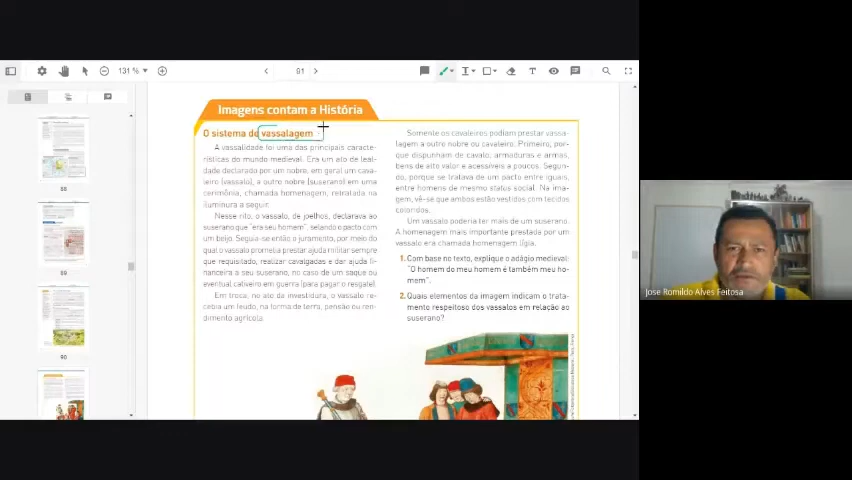 131 %
91
Imagens contam a História
O sistema de vassalagem
A vassalidade foi uma das principais caracte-
rísticas do mundo medieval. Era um ato de leal-
dade declarado por um nobre, em geral um cava-
leiro (vassalo), a outro nobre (suserano) em uma
cerimônia, chamada homenagem, retratada na
iluminura a seguir.
Nesse rito, o vassalo, de joelhos, declarava ao
suserano que "era seu homem", selando o pacto com
um beijo. Seguia-se então o juramento, por meio do
qual o vassalo prometia prestar ajuda militar sempre
que requisitado, realizar cavalgadas e dar ajuda fi-
nanceira a seu suserano, no caso de um saque ou
eventual cativeiro em guerra (para pagar o resgate).
Em troca, no ato da investidura, o vassalo re-
cebia um feudo, na forma de terra, pensão ou ren-
dimento agrícola.
Somente os cavaleiros podiam prestar vassa-
lagem a outro nobre ou cavaleiro. Primeiro, por-
que dispunham de cavalo, armaduras e armas,
bens de alto valor e acessíveis a poucos. Segun-
do, porque se tratava de um pacto entre iguais,
entre homens de mesmo status social. Na ima-
gem, vê-se que ambos estão vestidos com tecidos
coloridos.
Um vassalo poderia ter mais de um suserano.
A homenagem mais importante prestada por um
vassalo era chamada homenagem lígia.
1. Com base no texto, explique o adágio medieval:
"O homem do meu homem é também meu ho-
mem".
2. Quais elementos da imagem indicam o trata-
mento respeitoso dos vassalos em relação ao
suserano?
88
89
90
Jose Romildo Alves Feitosa